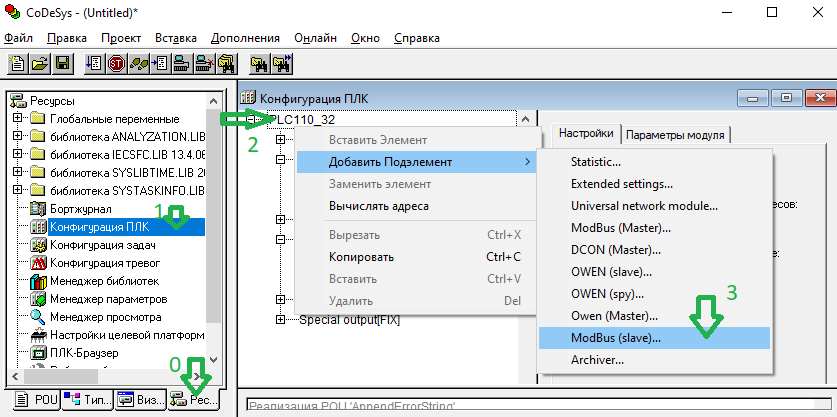 CoDeSys - (Untitled)*
Файл Правка Проект Вставка Дополнения Онлайн Окно Справка
Ресурсы
Глобальные переменные
библиотека ANALYZATION.LIB
библиотека IECSFC.LIB 13.4.06
библиотека SYSLIBTIME.LIB 20
библиотека SYSTASKINFO.LIB
Бортжурнал
1
Конфигурация ПЛК
Конфигурация задач
Конфигурация тревог
Менеджер библиотек
Менеджер параметров
Менеджер просмотра
Настройки целевой платформ
ПЛК-Браузер
0
POU Тип... Виз... Рес...
Конфигурация ПЛК
PLC110_32
2
Вставить Элемент
Добавить Подэлемент
Заменить элемент
Вычислять адреса
Вырезать Ctrl+X
Копировать Ctrl+C
Вставить Ctrl+V
Удалить Del
Special output[FIX]
Настройки Параметры модуля
Statistic...
Extended settings...
Universal network module...
ModBus (Master)...
DCON (Master)...
OWEN (slave)...
OWEN (spy)...
Owen (Master)...
ModBus (slave)...
Archiver...
3
есов:
е:
Реализация POU 'AppendErrorString'